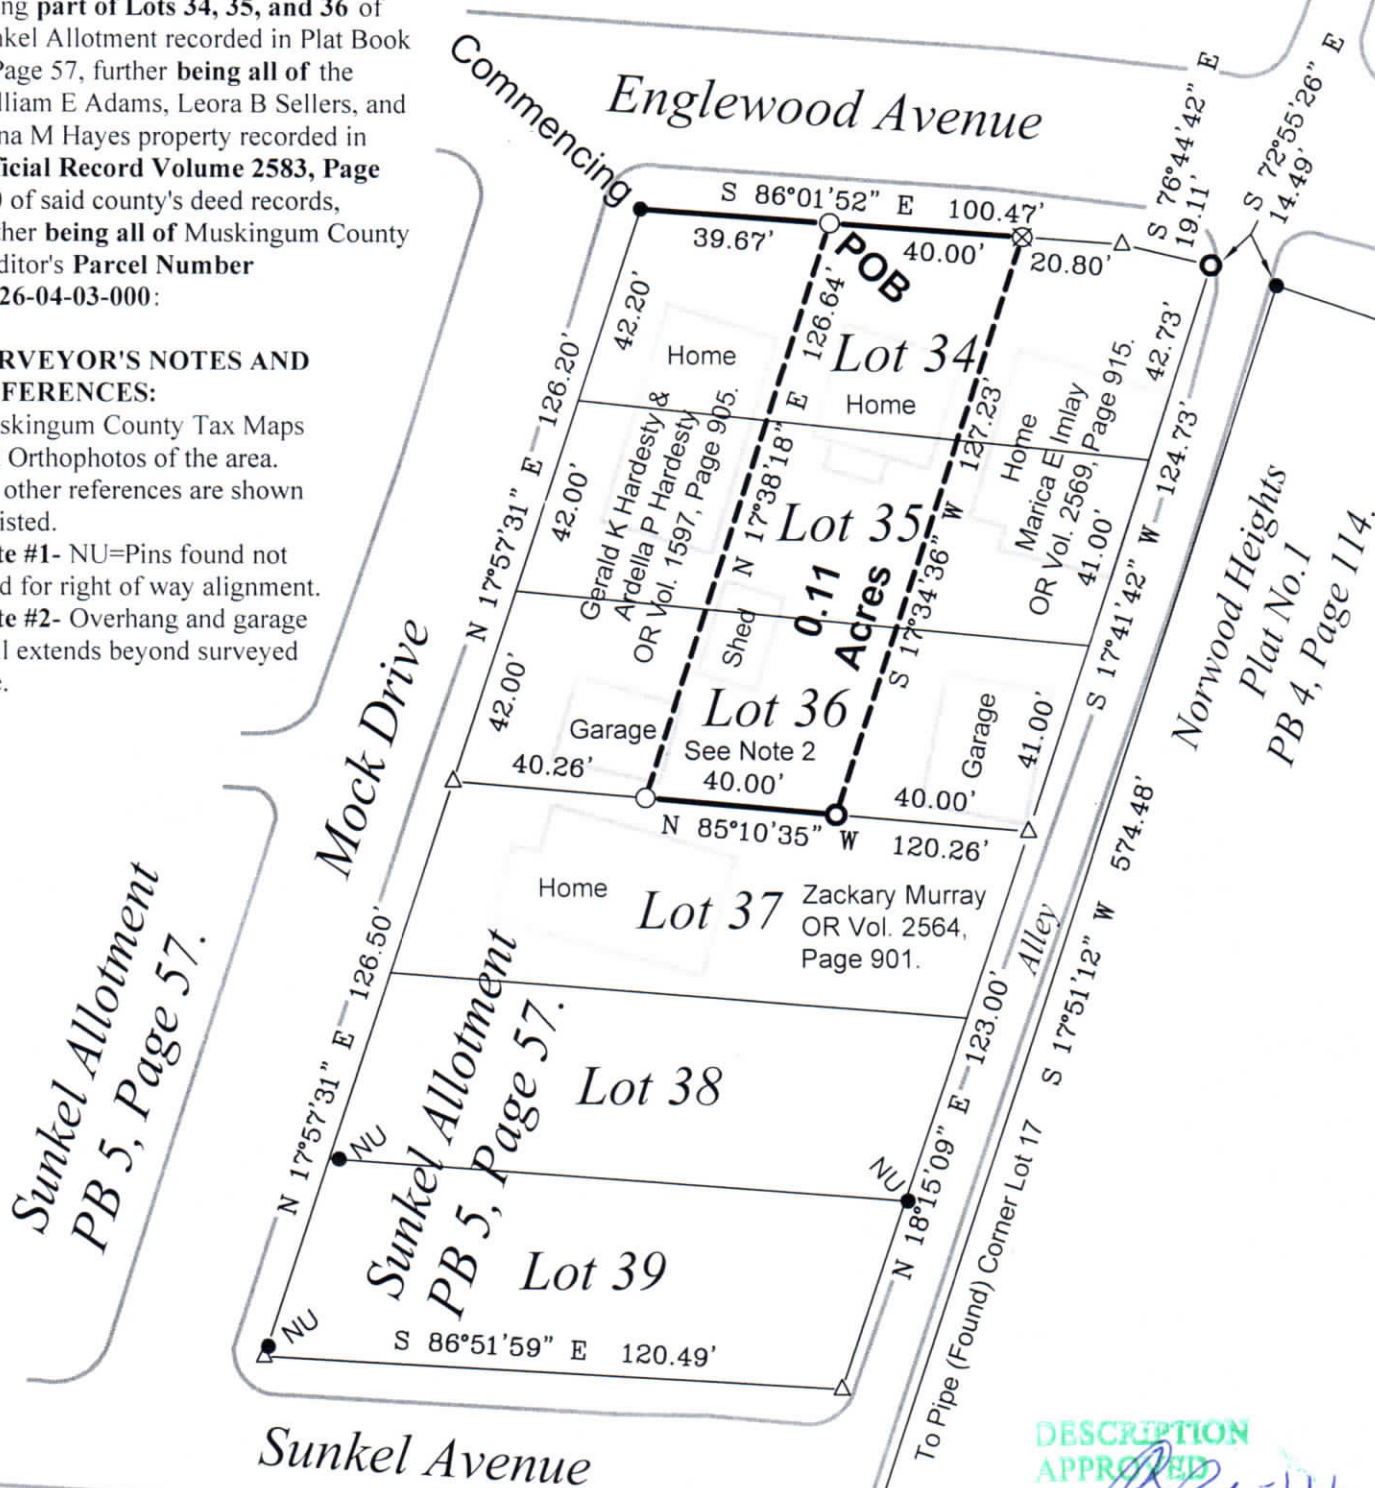 part of Lots 34, 35, and 36 of
Allotment recorded in Plat Book
Page 57, further being all of the
E Adams, Leora B Sellers, and
M Hayes property recorded in
Record Volume 2583, Page
of said county's deed records,
being all of Muskingum County
Parcel Number
26-04-03-000:
NOTES AND
County Tax Maps
Orthophotos of the area.
other references are shown
#1- NU=Pins found not
for right of way alignment.
#2- Overhang and garage
extends beyond surveyed
Commencing
Englewood Avenue
S 86°01'52" E 100.47'
39.67'
40.00'
20.80'
POB
S 76°44'42" E
19.11'
S 72°55'26" E
14.49'
42.20'
Home
126.64'
Lot 34
Home
42.73'
N 17°57'31" E 126.20'
42.00'
Gerald K Hardesty &
Ardella P Hardesty
OR Vol. 1597, Page 905.
N 17°38'18" E
Lot 35
0.11
Acres
S 17°34'36" W 127.23'
Home
Marica E Imlay
OR Vol. 2569, Page 915.
41.00'
S 17°41'42" W 124.73'
Norwood Heights
Plat No.1
PB 4, Page 114.
Shed
42.00'
Garage
Lot 36
See Note 2
40.00'
Garage
41.00'
40.26'
40.00'
N 85°10'35" W 120.26'
Mock Drive
Home
Lot 37
Zackary Murray
OR Vol. 2564,
Page 901.
Alley
S 17°51'12" W 574.48'
Sunkel Allotment
PB 5, Page 57.
N 17°57'31" E 126.50'
Sunkel Allotment
PB 5, Page 57.
Lot 38
NU
NU
N 18°15'09" E 123.00'
Lot 39
NU
S 86°51'59" E 120.49'
To Pipe (Found) Corner Lot 17
Sunkel Avenue
DESCRIPTION
APPROVED